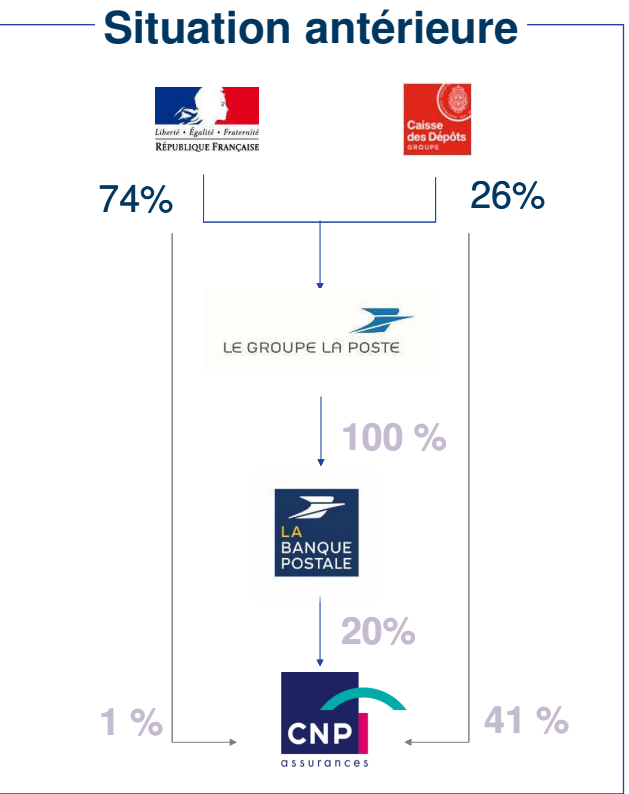 Situation antérieure
Liberté • Égalité • Fraternité
RÉPUBLIQUE FRANÇAISE
Caisse
des Dépôts
GROUPE
74%
26%
LE GROUPE LA POSTE
100 %
LA
BANQUE
POSTALE
20%
1 %
41 %
CNP
assurances